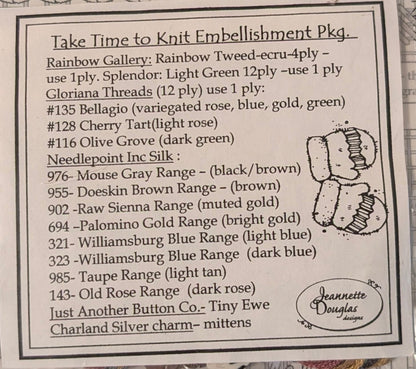 Take Time to Knit Embellishment Pkg.
Rainbow Gallery: Rainbow Tweed-ecru-4ply –
use 1ply. Splendor: Light Green 12ply –use 1 ply
Gloriana Threads (12 ply) use 1 ply:
#135 Bellagio (variegated rose, blue, gold, green)
#128 Cherry Tart(light rose)
#116 Olive Grove (dark green)
Needlepoint Inc Silk :
976- Mouse Gray Range – (black/brown)
955- Doeskin Brown Range – (brown)
902 -Raw Sienna Range (muted gold)
694 –Palomino Gold Range (bright gold)
321- Williamsburg Blue Range (light blue)
323 -Williamsburg Blue Range (dark blue)
985- Taupe Range (light tan)
143- Old Rose Range (dark rose)
Just Another Button Co.- Tiny Ewe
Charland Silver charm– mittens
Jeannette
Douglas
designs